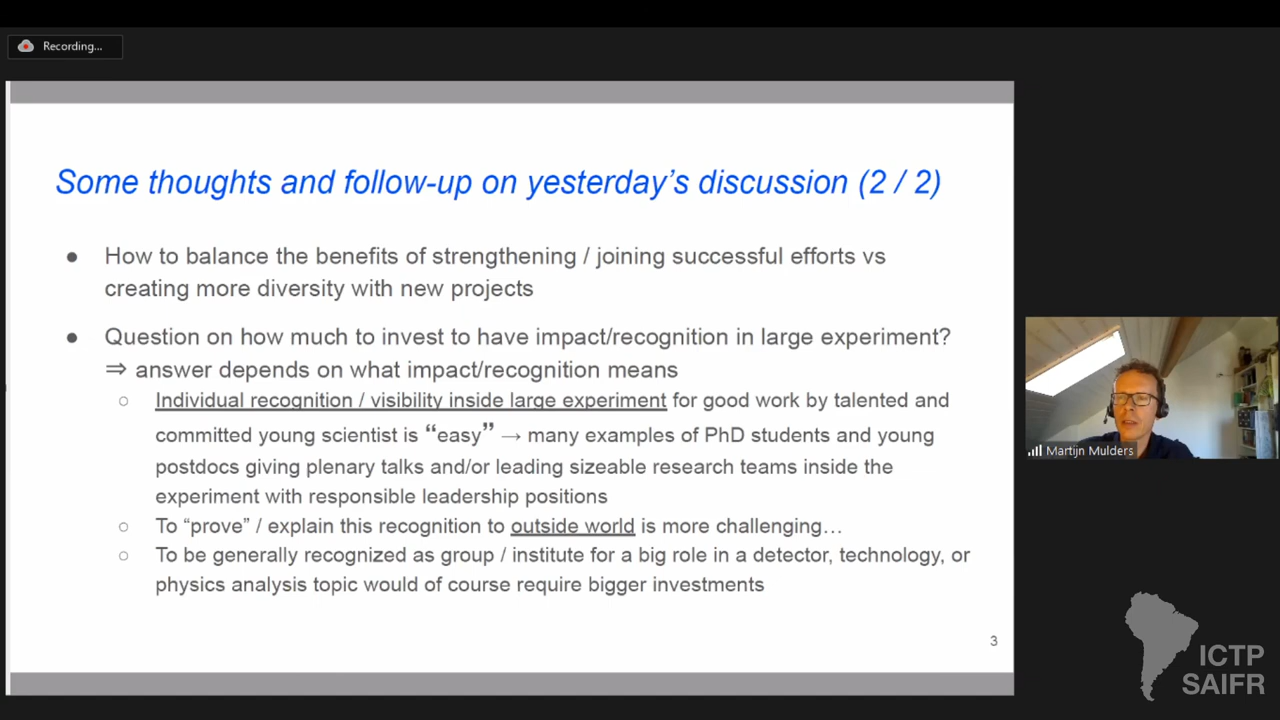 Recording...
Some thoughts and follow-up on yesterday's discussion (2 / 2)
● How to balance the benefits of strengthening / joining successful efforts vs
creating more diversity with new projects
● Question on how much to invest to have impact/recognition in large experiment?
⇒ answer depends on what impact/recognition means
○ Individual recognition / visibility inside large experiment for good work by talented and
committed young scientist is “easy” → many examples of PhD students and young
postdocs giving plenary talks and/or leading sizeable research teams inside the
experiment with responsible leadership positions
○ To “prove” / explain this recognition to outside world is more challenging…
○ To be generally recognized as group / institute for a big role in a detector, technology, or
physics analysis topic would of course require bigger investments
3
Martijn Mulders
ICTP
SAIFR